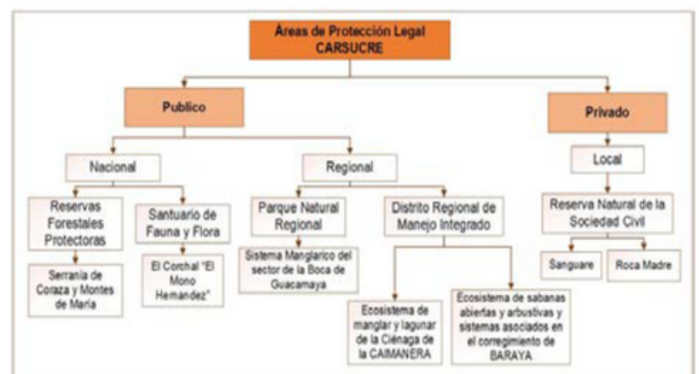 Áreas de Protección Legal
CARSUCRE
Publico
Privado
Nacional
Regional
Local
Reservas
Forestales
Protectoras
Santuario de
Fauna y Flora
Parque Natural
Regional
Distrito Regional de
Manejo Integrado
Reserva Natural de la
Sociedad Civil
Serranía de
Coraza y Montes
de María
El Corchal “El
Mono
Hernandez”
Sistema Manglarico del
sector de la Boca de
Guacamaya
Sanguare
Roca Madre
Ecosistema de
manglar y lagunar
de la Ciénaga de
la CAIMANERA
Ecosistema de sabanas
abiertas y arbustivas y
sistemas asociados en
el corregimiento de
BARAYA